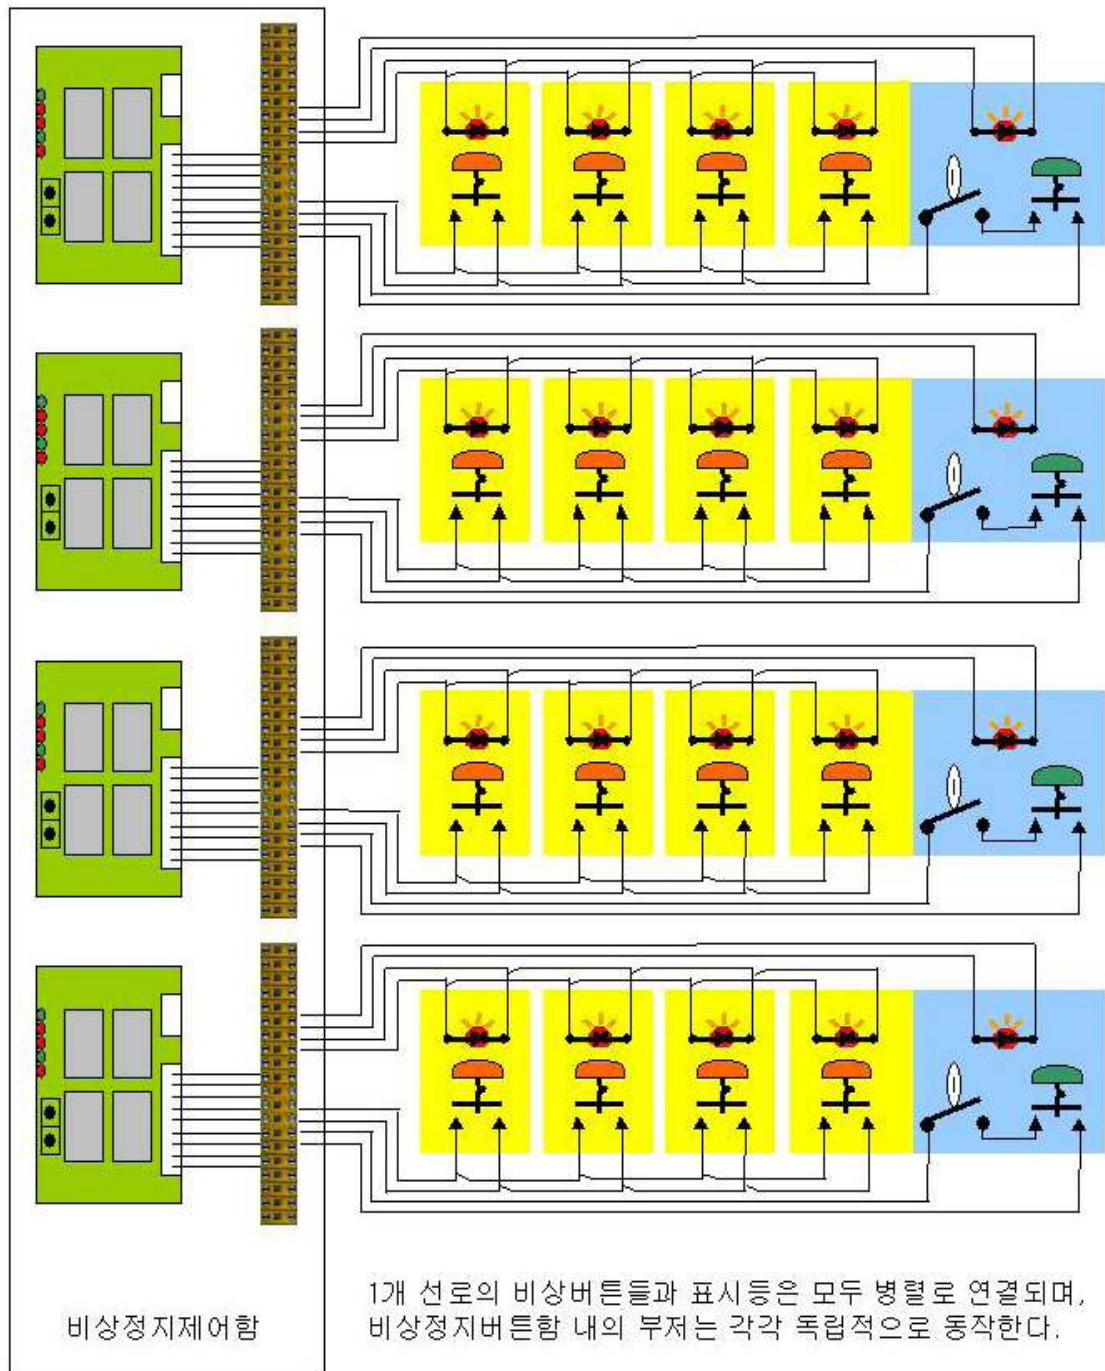 1개 선로의 비상버튼들과 표시등은 모두 병렬로 연결되며,
비상정지제어함
비상정지버튼함 내의 부저는 각각 독립적으로 동작한다.